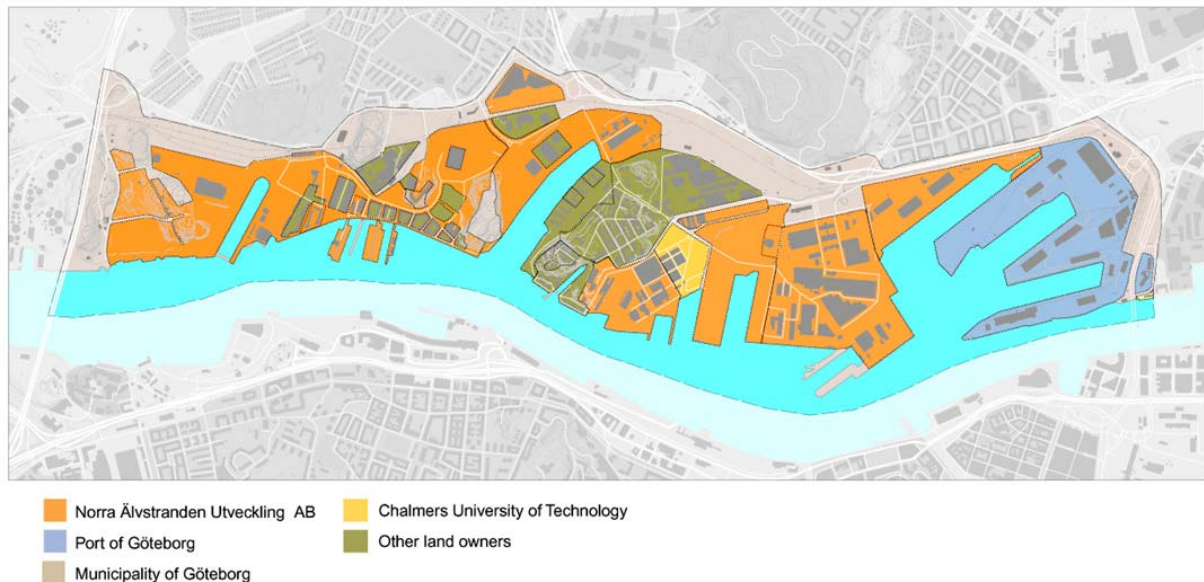 Norra Älvstranden Utveckling AB
Port of Göteborg
Municipality of Göteborg
Chalmers University of Technology
Other land owners